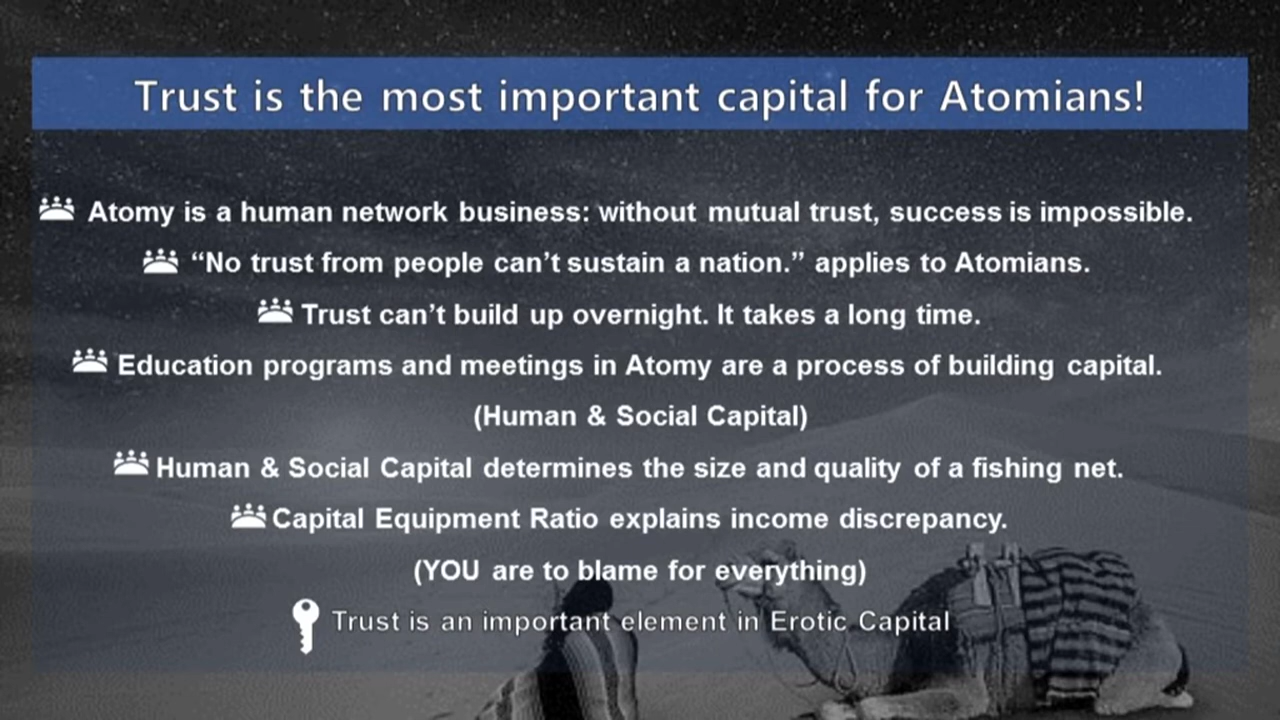 Trust is the most important capital for Atomians!
Atomy is a human network business: without mutual trust, success is impossible.
“No trust from people can’t sustain a nation.” applies to Atomians.
Trust can’t build up overnight. It takes a long time.
Education programs and meetings in Atomy are a process of building capital.
(Human & Social Capital)
Human & Social Capital determines the size and quality of a fishing net.
Capital Equipment Ratio explains income discrepancy.
(YOU are to blame for everything)
Trust is an important element in Erotic Capital